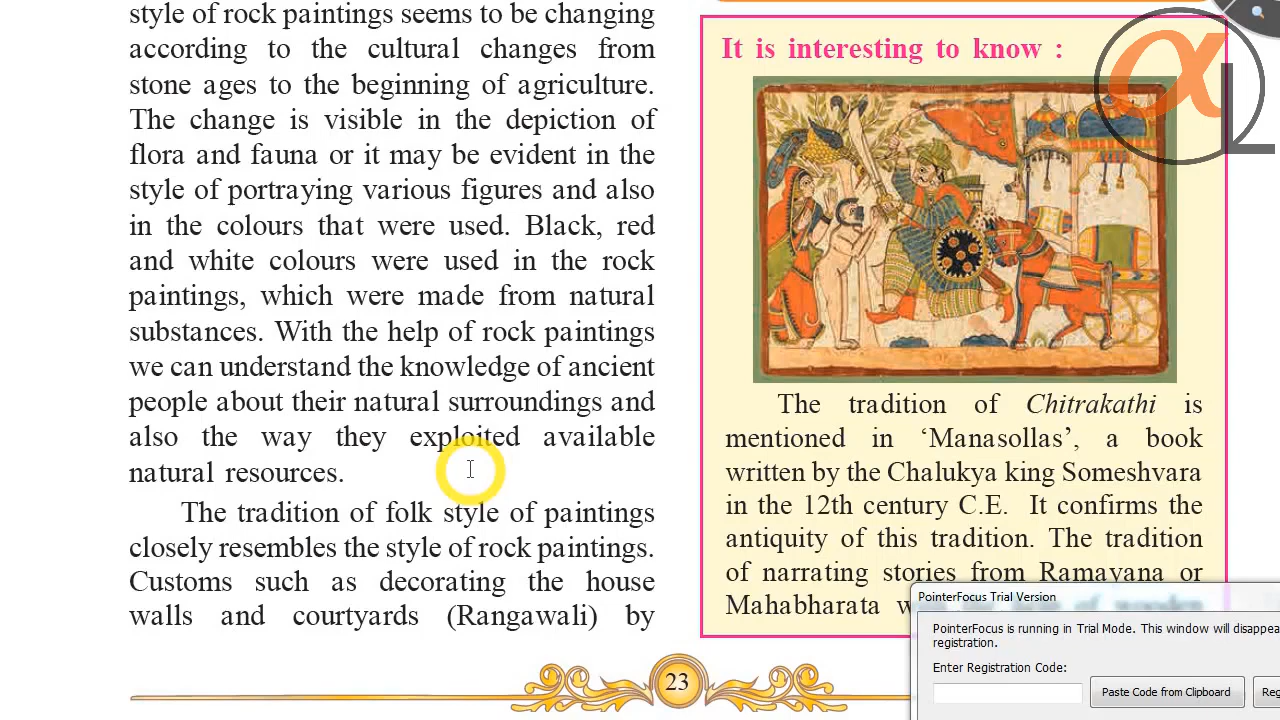 style of rock paintings seems to be changing
according to the cultural changes from
stone ages to the beginning of agriculture.
The change is visible in the depiction of
flora and fauna or it may be evident in the
style of portraying various figures and also
in the colours that were used. Black, red
and white colours were used in the rock
paintings, which were made from natural
substances. With the help of rock paintings
we can understand the knowledge of ancient
people about their natural surroundings and
also the way they exploited available
natural resources.
The tradition of folk style of paintings
closely resembles the style of rock paintings.
Customs such as decorating the house
walls and courtyards (Rangawali) by
It is interesting to know :
The tradition of Chitrakathi is
mentioned in ‘Manasollas’, a book
written by the Chalukya king Someshvara
in the 12th century C.E. It confirms the
antiquity of this tradition. The tradition
of narrating stories from Ramayana or
Mahabharata
23
PointerFocus Trial Version
PointerFocus is running in Trial Mode. This window will disappea
registration.
Enter Registration Code:
Paste Code from Clipboard
Reg
αL